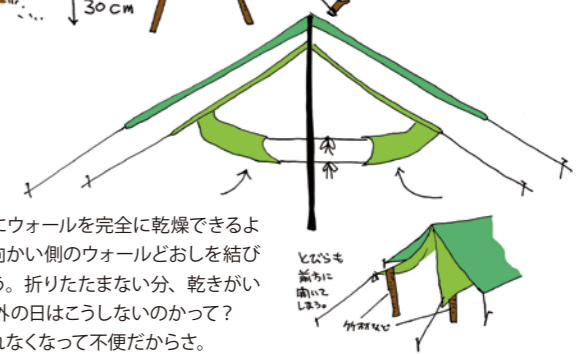 30cm
にウォールを完全に乾燥できるよ
向かい側のウォールどおしを結び
う。折りたたまない分、乾きがい
外の日はこうしないのかって？
れなくなって不便だからさ。
とびらも
前方に
開いて
しまう。
竹材など